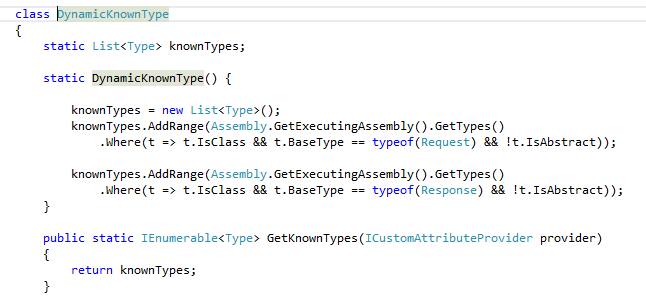 class DynamicKnownType
{
    static List<Type> knownTypes;

    static DynamicKnownType() {

        knownTypes = new List<Type>();
        knownTypes.AddRange(Assembly.GetExecutingAssembly().GetTypes()
            .Where(t => t.IsClass && t.BaseType == typeof(Request) && !t.IsAbstract));

        knownTypes.AddRange(Assembly.GetExecutingAssembly().GetTypes()
            .Where(t => t.IsClass && t.BaseType == typeof(Response) && !t.IsAbstract));
    }

    public static IEnumerable<Type> GetKnownTypes(ICustomAttributeProvider provider)
    {
        return knownTypes;
    }